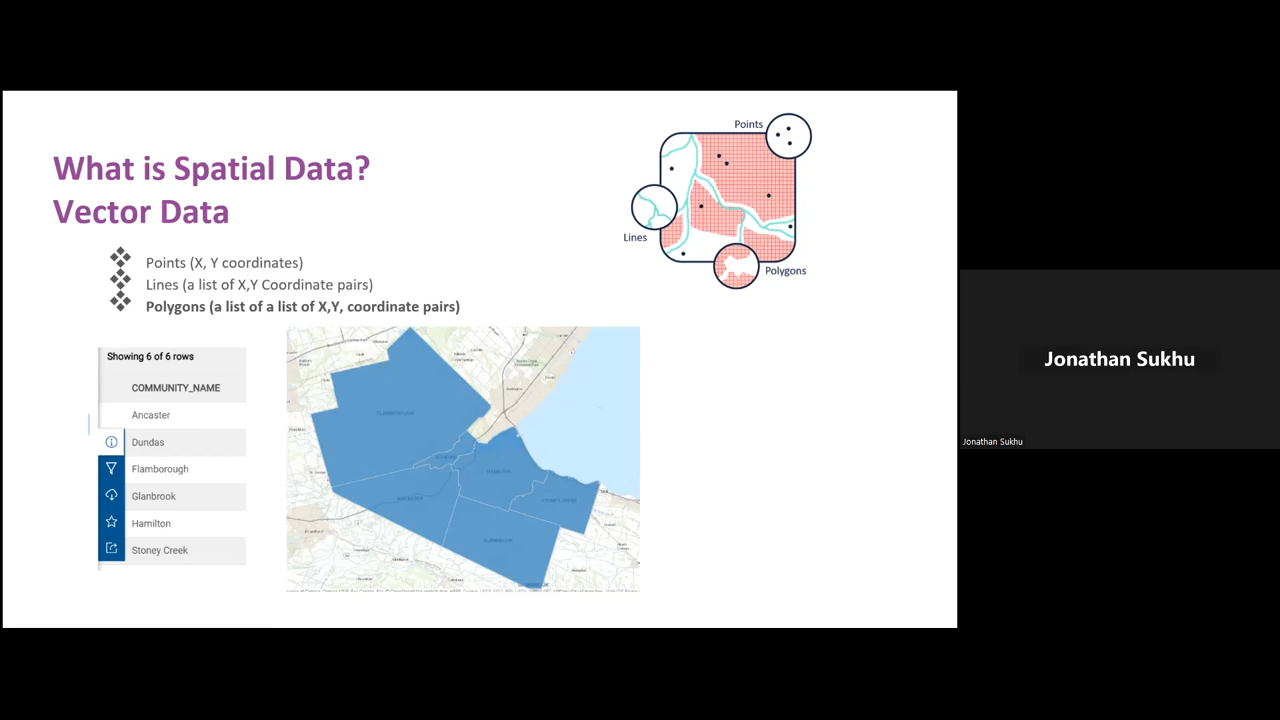 What is Spatial Data?
Vector Data
Points (X, Y coordinates)
Lines (a list of X,Y Coordinate pairs)
Polygons (a list of a list of X,Y, coordinate pairs)
Points
Lines
Polygons
Showing 6 of 6 rows
COMMUNITY_NAME
Ancaster
Dundas
Flamborough
Glanbrook
Hamilton
Stoney Creek
Jonathan Sukhu
Jonathan Sukhu